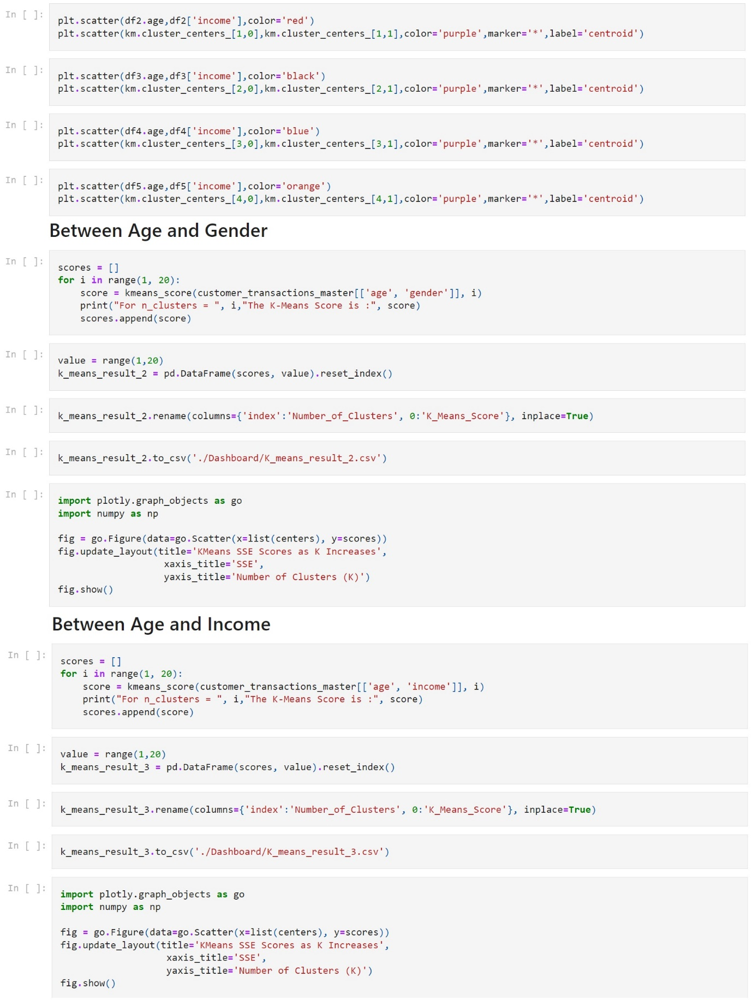 In [ ]:
plt.scatter(df2.age,df2['income'],color='red')
plt.scatter(km.cluster_centers_[1,0],km.cluster_centers_[1,1],color='purple',marker='*',label='centroid')
In [ ]:
plt.scatter(df3.age,df3['income'],color='black')
plt.scatter(km.cluster_centers_[2,0],km.cluster_centers_[2,1],color='purple',marker='*',label='centroid')
In [ ]:
plt.scatter(df4.age,df4['income'],color='blue')
plt.scatter(km.cluster_centers_[3,0],km.cluster_centers_[3,1],color='purple',marker='*',label='centroid')
In [ ]:
plt.scatter(df5.age,df5['income'],color='orange')
plt.scatter(km.cluster_centers_[4,0],km.cluster_centers_[4,1],color='purple',marker='*',label='centroid')
Between Age and Gender
In [ ]:
scores = []
for i in range(1, 20):
    score = kmeans_score(customer_transactions_master[['age', 'gender']], i)
    print("For n_clusters = ", i,"The K-Means Score is :", score)
    scores.append(score)
In [ ]:
value = range(1,20)
k_means_result_2 = pd.DataFrame(scores, value).reset_index()
In [ ]:
k_means_result_2.rename(columns={'index':'Number_of_Clusters', 0:'K_Means_Score'}, inplace=True)
In [ ]:
k_means_result_2.to_csv('./Dashboard/K_means_result_2.csv')
In [ ]:
import plotly.graph_objects as go
import numpy as np
fig = go.Figure(data=go.Scatter(x=list(centers), y=scores))
fig.update_layout(title='KMeans SSE Scores as K Increases',
                   xaxis_title='SSE',
                   yaxis_title='Number of Clusters (K)')
fig.show()
Between Age and Income
In [ ]:
scores = []
for i in range(1, 20):
    score = kmeans_score(customer_transactions_master[['age', 'income']], i)
    print("For n_clusters = ", i,"The K-Means Score is :", score)
    scores.append(score)
In [ ]:
value = range(1,20)
k_means_result_3 = pd.DataFrame(scores, value).reset_index()
In [ ]:
k_means_result_3.rename(columns={'index':'Number_of_Clusters', 0:'K_Means_Score'}, inplace=True)
In [ ]:
k_means_result_3.to_csv('./Dashboard/K_means_result_3.csv')
In [ ]:
import plotly.graph_objects as go
import numpy as np
fig = go.Figure(data=go.Scatter(x=list(centers), y=scores))
fig.update_layout(title='KMeans SSE Scores as K Increases',
                   xaxis_title='SSE',
                   yaxis_title='Number of Clusters (K)')
fig.show()